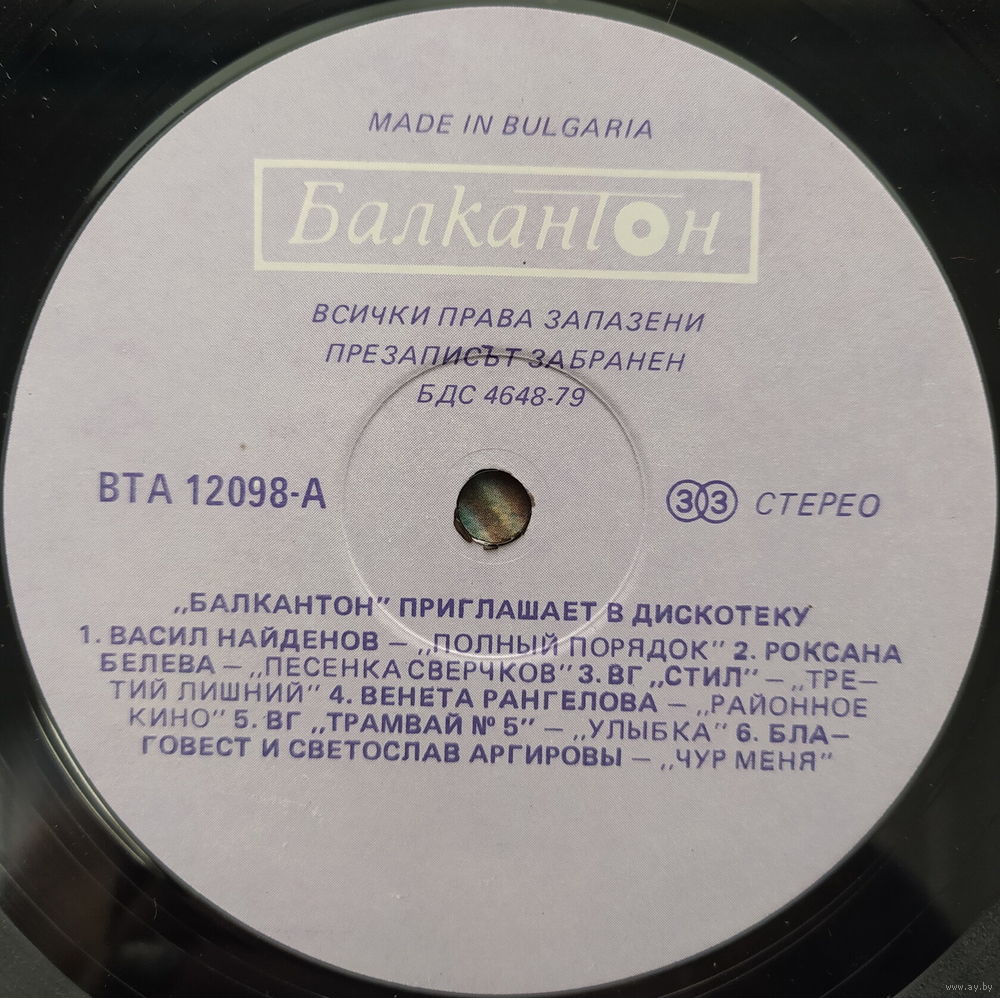 MADE IN BULGARIA
Балкантон
ВСИЧКИ ПРАВА ЗАПАЗЕНИ
ПРЕЗАПИСЪТ ЗАБРАНЕН
БДС 4648-79
ВТА 12098-А
33 СТЕРЕО
„БАЛКАНТОН” ПРИГЛАШАЕТ В ДИСКОТЕКУ
1. ВАСИЛ НАЙДЕНОВ – „ПОЛНЫЙ ПОРЯДОК” 2. РОКСАНА
БЕЛЕВА – „ПЕСЕНКА СВЕРЧКОВ” 3. ВГ „СТИЛ” – „ТРЕ–
ТИЙ ЛИШНИЙ” 4. ВЕНЕТА РАНГЕЛОВА – „РАЙОННОЕ
КИНО” 5. ВГ „ТРАМВАЙ № 5” – „УЛЫБКА” 6. БЛА–
ГОВЕСТ И СВЕТОСЛАВ АРГИРОВЫ – „ЧУР МЕНЯ”
www.ay.by